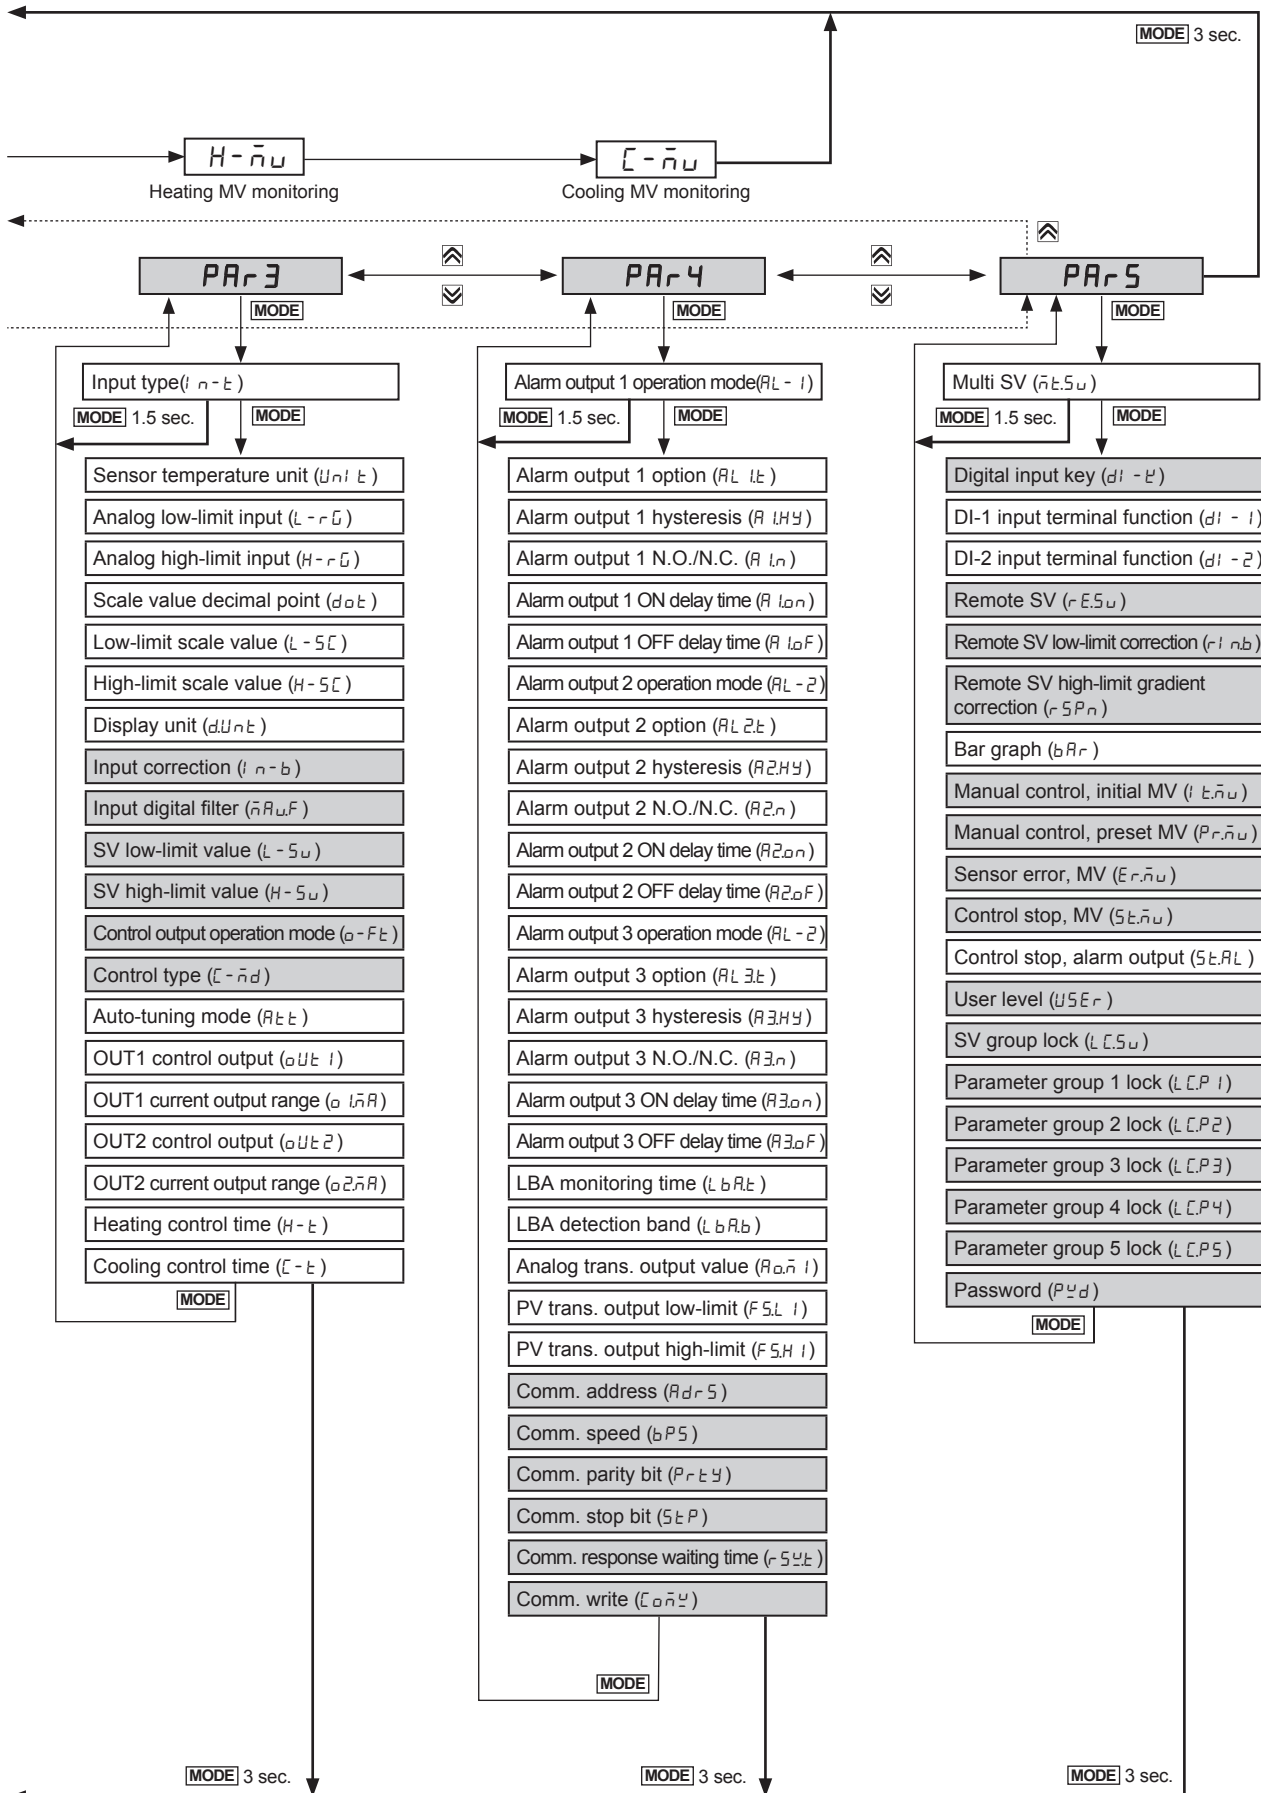 MODE 3 sec.
H-mv
C-mv
Heating MV monitoring
Cooling MV monitoring
PAr3
PAr4
PAr5
MODE
MODE
MODE
Input type(In-t)
MODE 1.5 sec.
MODE
Sensor temperature unit (UnIt)
Analog low-limit input (L-rG)
Analog high-limit input (H-rG)
Scale value decimal point (dot)
Low-limit scale value (L-SC)
High-limit scale value (H-SC)
Display unit (d.Unt)
Input correction (In-b)
Input digital filter (mAv.F)
SV low-limit value (L-Sv)
SV high-limit value (H-Sv)
Control output operation mode (o-Ft)
Control type (C-md)
Auto-tuning mode (Att)
OUT1 control output (oUt1)
OUT1 current output range (o1.mA)
OUT2 control output (oUt2)
OUT2 current output range (o2.mA)
Heating control time (H-t)
Cooling control time (C-t)
MODE
MODE 3 sec.
Alarm output 1 operation mode(AL-1)
MODE 1.5 sec.
MODE
Alarm output 1 option (AL1.t)
Alarm output 1 hysteresis (A1.HY)
Alarm output 1 N.O./N.C. (A1.n)
Alarm output 1 ON delay time (A1.on)
Alarm output 1 OFF delay time (A1.oF)
Alarm output 2 operation mode (AL-2)
Alarm output 2 option (AL2.t)
Alarm output 2 hysteresis (A2.HY)
Alarm output 2 N.O./N.C. (A2.n)
Alarm output 2 ON delay time (A2.on)
Alarm output 2 OFF delay time (A2.oF)
Alarm output 3 operation mode (AL-2)
Alarm output 3 option (AL3.t)
Alarm output 3 hysteresis (A3.HY)
Alarm output 3 N.O./N.C. (A3.n)
Alarm output 3 ON delay time (A3.on)
Alarm output 3 OFF delay time (A3.oF)
LBA monitoring time (LbA.t)
LBA detection band (LbA.b)
Analog trans. output value (Ao.m1)
PV trans. output low-limit (FS.L1)
PV trans. output high-limit (FS.H1)
Comm. address (AdrS)
Comm. speed (bPS)
Comm. parity bit (PrtY)
Comm. stop bit (StP)
Comm. response waiting time (rSW.t)
Comm. write (ComW)
MODE
MODE 3 sec.
Multi SV (mt.Sv)
MODE 1.5 sec.
MODE
Digital input key (dI-K)
DI-1 input terminal function (dI-1)
DI-2 input terminal function (dI-2)
Remote SV (rE.Sv)
Remote SV low-limit correction (rIn.b)
Remote SV high-limit gradient
correction (rSPn)
Bar graph (bAr)
Manual control, initial MV (It.mv)
Manual control, preset MV (Pr.mv)
Sensor error, MV (Er.mv)
Control stop, MV (St.mv)
Control stop, alarm output (St.AL)
User level (USEr)
SV group lock (LC.Sv)
Parameter group 1 lock (LC.P1)
Parameter group 2 lock (LC.P2)
Parameter group 3 lock (LC.P3)
Parameter group 4 lock (LC.P4)
Parameter group 5 lock (LC.P5)
Password (PWd)
MODE
MODE 3 sec.